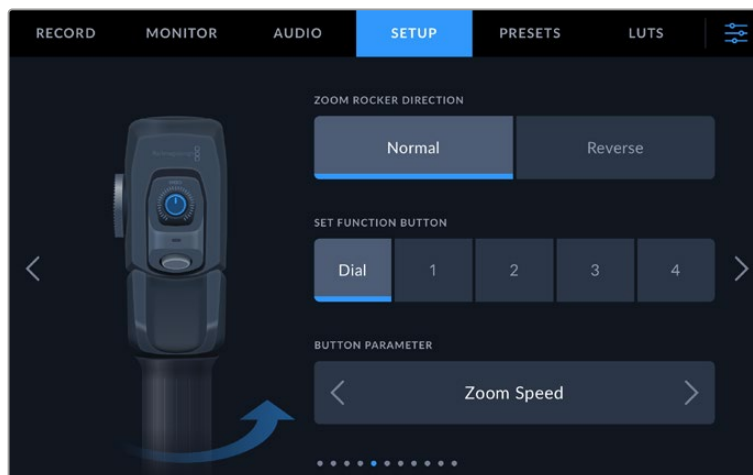 RECORD MONITOR AUDIO SETUP PRESETS LUTS
ZOOM ROCKER DIRECTION
Normal Reverse
SET FUNCTION BUTTON
Dial 1 2 3 4
BUTTON PARAMETER
Zoom Speed